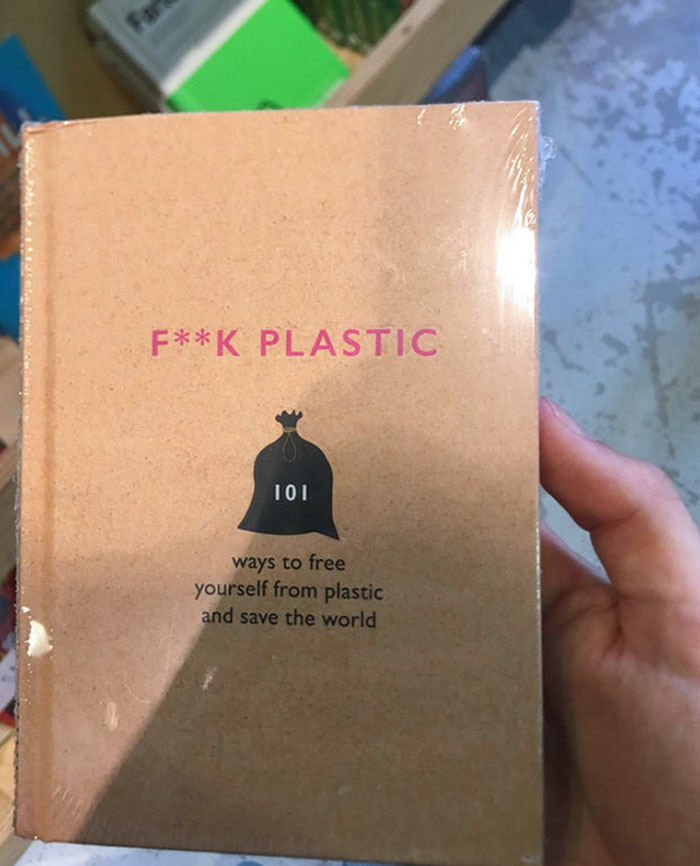 F**K PLASTIC
101
ways to free
yourself from plastic
and save the world